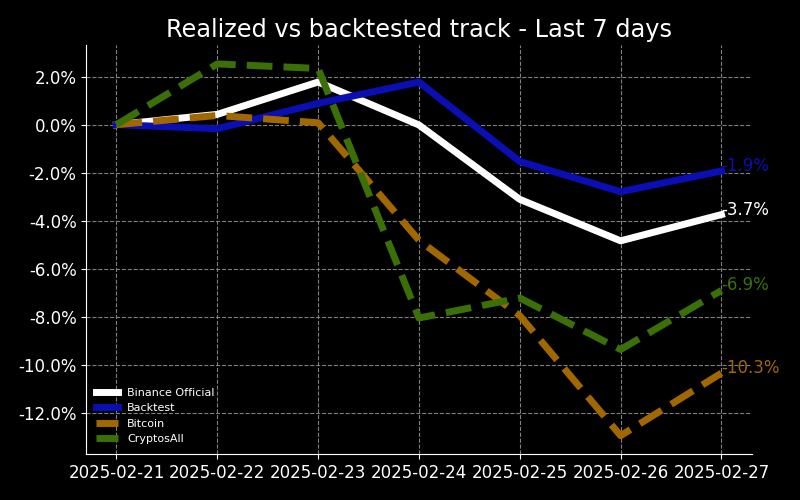 Realized vs backtested track - Last 7 days
2.0%
0.0%
-2.0%
-4.0%
-6.0%
-8.0%
-10.0%
-12.0%
-1.9%
-3.7%
-6.9%
-10.3%
Binance Official
Backtest
Bitcoin
CryptosAll
2025-02-21 2025-02-22 2025-02-23 2025-02-24 2025-02-25 2025-02-26 2025-02-27